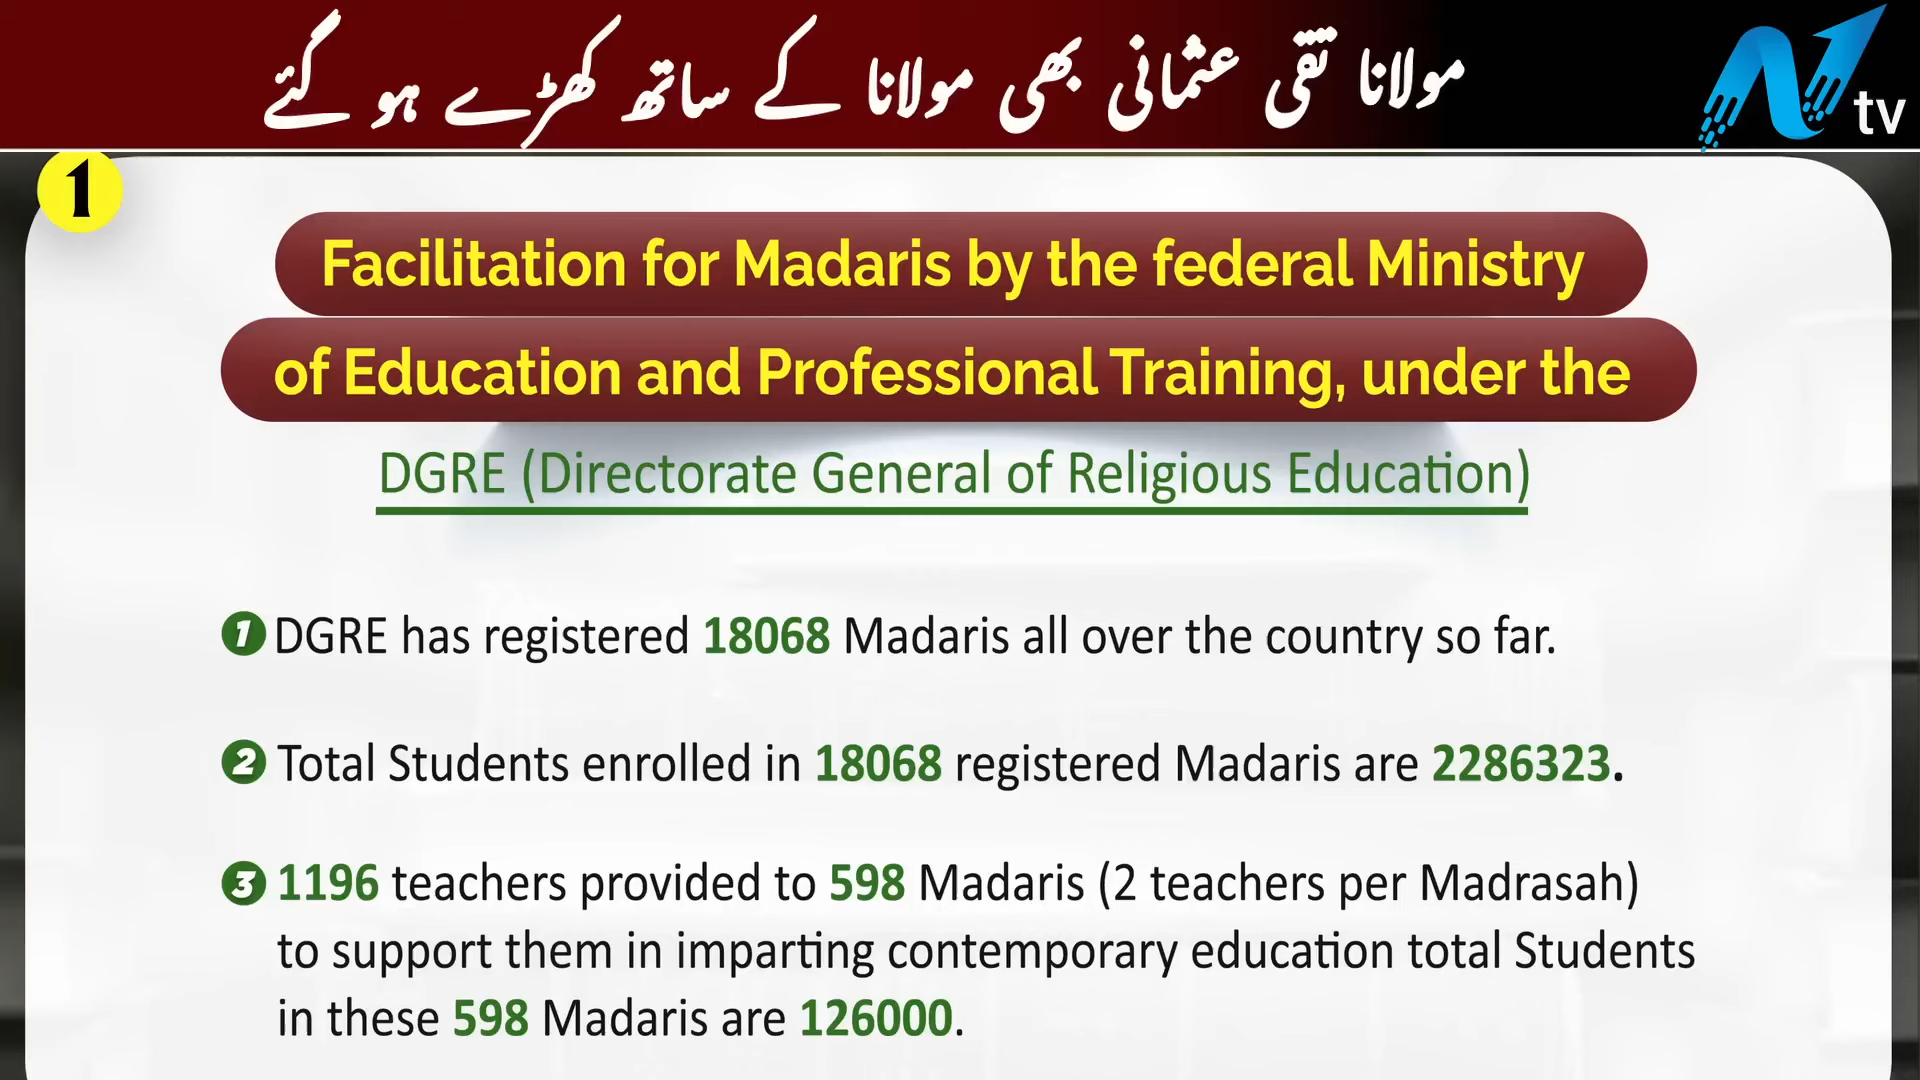 مولانا تقی عثمانی بھی مولانا کے ساتھ کھڑے ہو گئے
tv
1
Facilitation for Madaris by the federal Ministry
of Education and Professional Training, under the
DGRE (Directorate General of Religious Education)
1 DGRE has registered 18068 Madaris all over the country so far.
2 Total Students enrolled in 18068 registered Madaris are 2286323.
3 1196 teachers provided to 598 Madaris (2 teachers per Madrasah)
to support them in imparting contemporary education total Students
in these 598 Madaris are 126000.